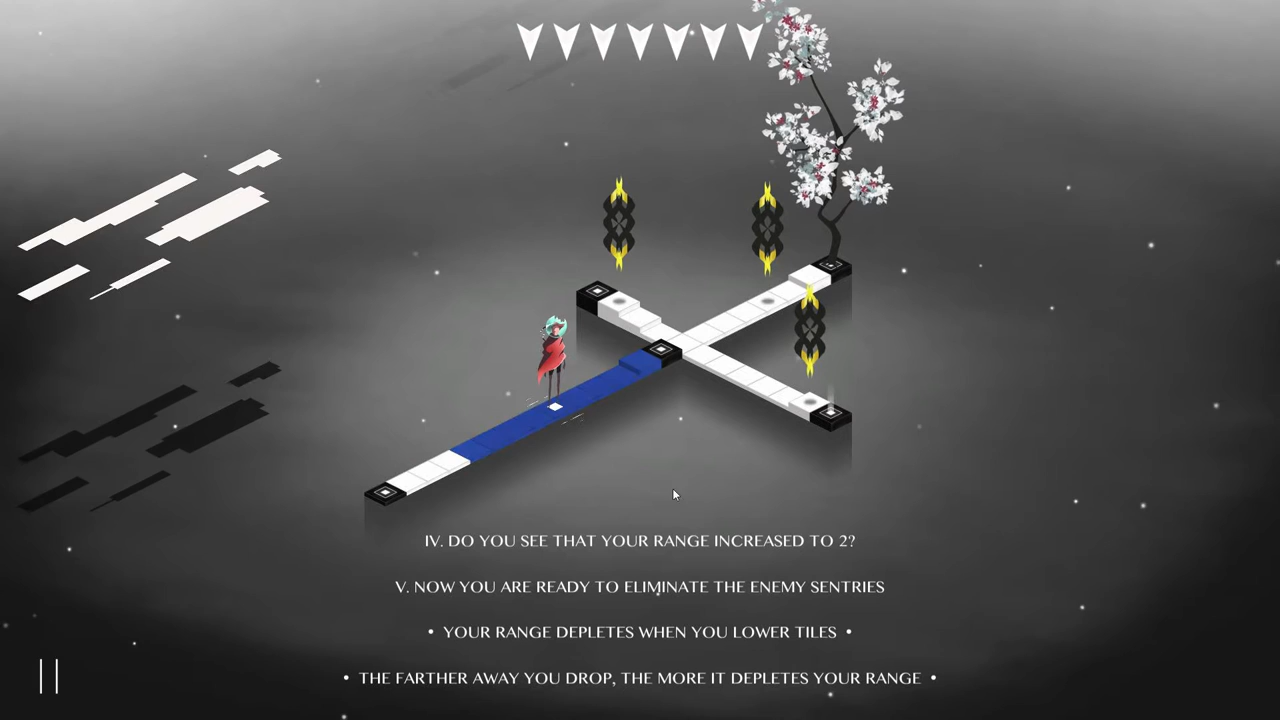 IV. DO YOU SEE THAT YOUR RANGE INCREASED TO 2?
V. NOW YOU ARE READY TO ELIMINATE THE ENEMY SENTRIES
• YOUR RANGE DEPLETES WHEN YOU LOWER TILES •
• THE FARTHER AWAY YOU DROP, THE MORE IT DEPLETES YOUR RANGE •